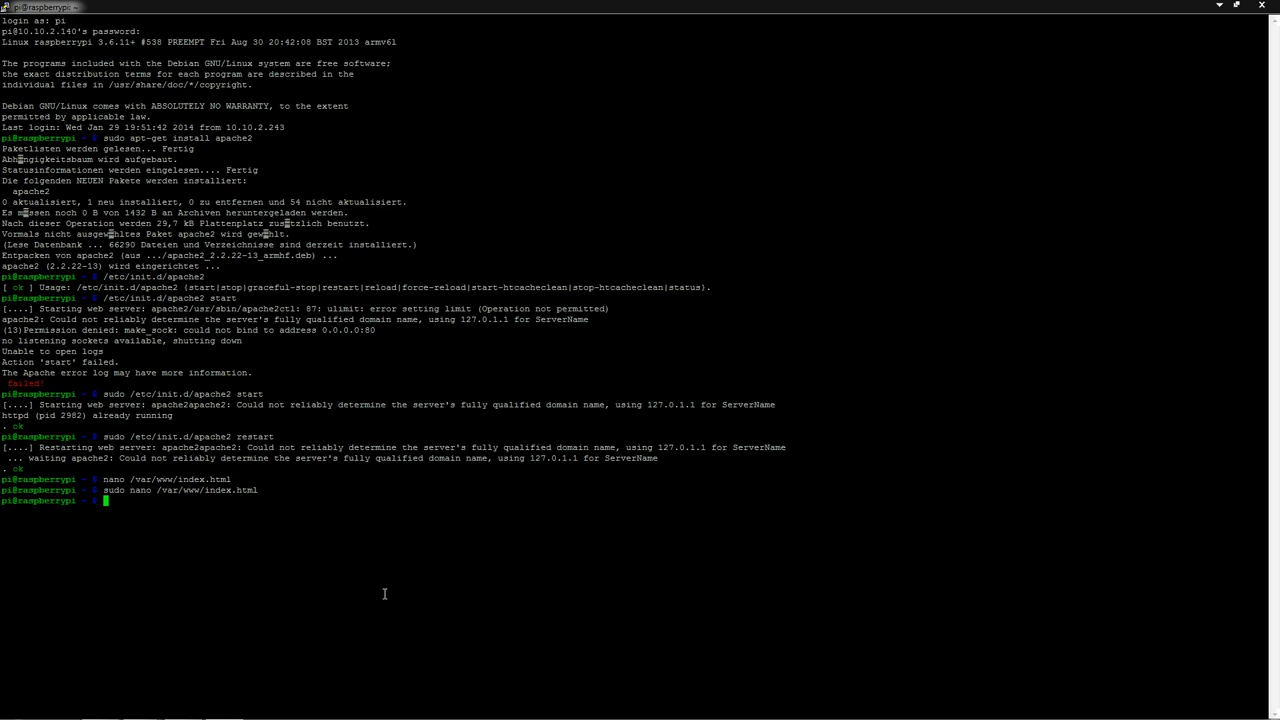 pi@raspberrypi: ~
login as: pi
pi@10.10.2.140's password:
Linux raspberrypi 3.6.11+ #538 PREEMPT Fri Aug 30 20:42:08 BST 2013 armv6l
The programs included with the Debian GNU/Linux system are free software;
the exact distribution terms for each program are described in the
individual files in /usr/share/doc/*/copyright.
Debian GNU/Linux comes with ABSOLUTELY NO WARRANTY, to the extent
permitted by applicable law.
Last login: Wed Jan 29 19:51:42 2014 from 10.10.2.243
pi@raspberrypi ~ $ sudo apt-get install apache2
Paketlisten werden gelesen... Fertig
Abh▒ngigkeitsbaum wird aufgebaut.
Statusinformationen werden eingelesen.... Fertig
Die folgenden NEUEN Pakete werden installiert:
apache2
0 aktualisiert, 1 neu installiert, 0 zu entfernen und 54 nicht aktualisiert.
Es m▒ssen noch 0 B von 1432 B an Archiven heruntergeladen werden.
Nach dieser Operation werden 29,7 kB Plattenplatz zus▒tzlich benutzt.
Vormals nicht ausgew▒hltes Paket apache2 wird gew▒hlt.
(Lese Datenbank ... 66290 Dateien und Verzeichnisse sind derzeit installiert.)
Entpacken von apache2 (aus .../apache2_2.2.22-13_armhf.deb) ...
apache2 (2.2.22-13) wird eingerichtet ...
pi@raspberrypi ~ $ /etc/init.d/apache2
[ ok ] Usage: /etc/init.d/apache2 {start|stop|graceful-stop|restart|reload|force-reload|start-htcacheclean|stop-htcacheclean|status}.
pi@raspberrypi ~ $ /etc/init.d/apache2 start
[....] Starting web server: apache2/usr/sbin/apache2ctl: 87: ulimit: error setting limit (Operation not permitted)
apache2: Could not reliably determine the server's fully qualified domain name, using 127.0.1.1 for ServerName
(13)Permission denied: make_sock: could not bind to address 0.0.0.0:80
no listening sockets available, shutting down
Unable to open logs
Action 'start' failed.
The Apache error log may have more information.
failed!
pi@raspberrypi ~ $ sudo /etc/init.d/apache2 start
[....] Starting web server: apache2apache2: Could not reliably determine the server's fully qualified domain name, using 127.0.1.1 for ServerName
httpd (pid 2982) already running
. ok
pi@raspberrypi ~ $ sudo /etc/init.d/apache2 restart
[....] Restarting web server: apache2apache2: Could not reliably determine the server's fully qualified domain name, using 127.0.1.1 for ServerName
... waiting apache2: Could not reliably determine the server's fully qualified domain name, using 127.0.1.1 for ServerName
. ok
pi@raspberrypi ~ $ nano /var/www/index.html
pi@raspberrypi ~ $ sudo nano /var/www/index.html
pi@raspberrypi ~ $